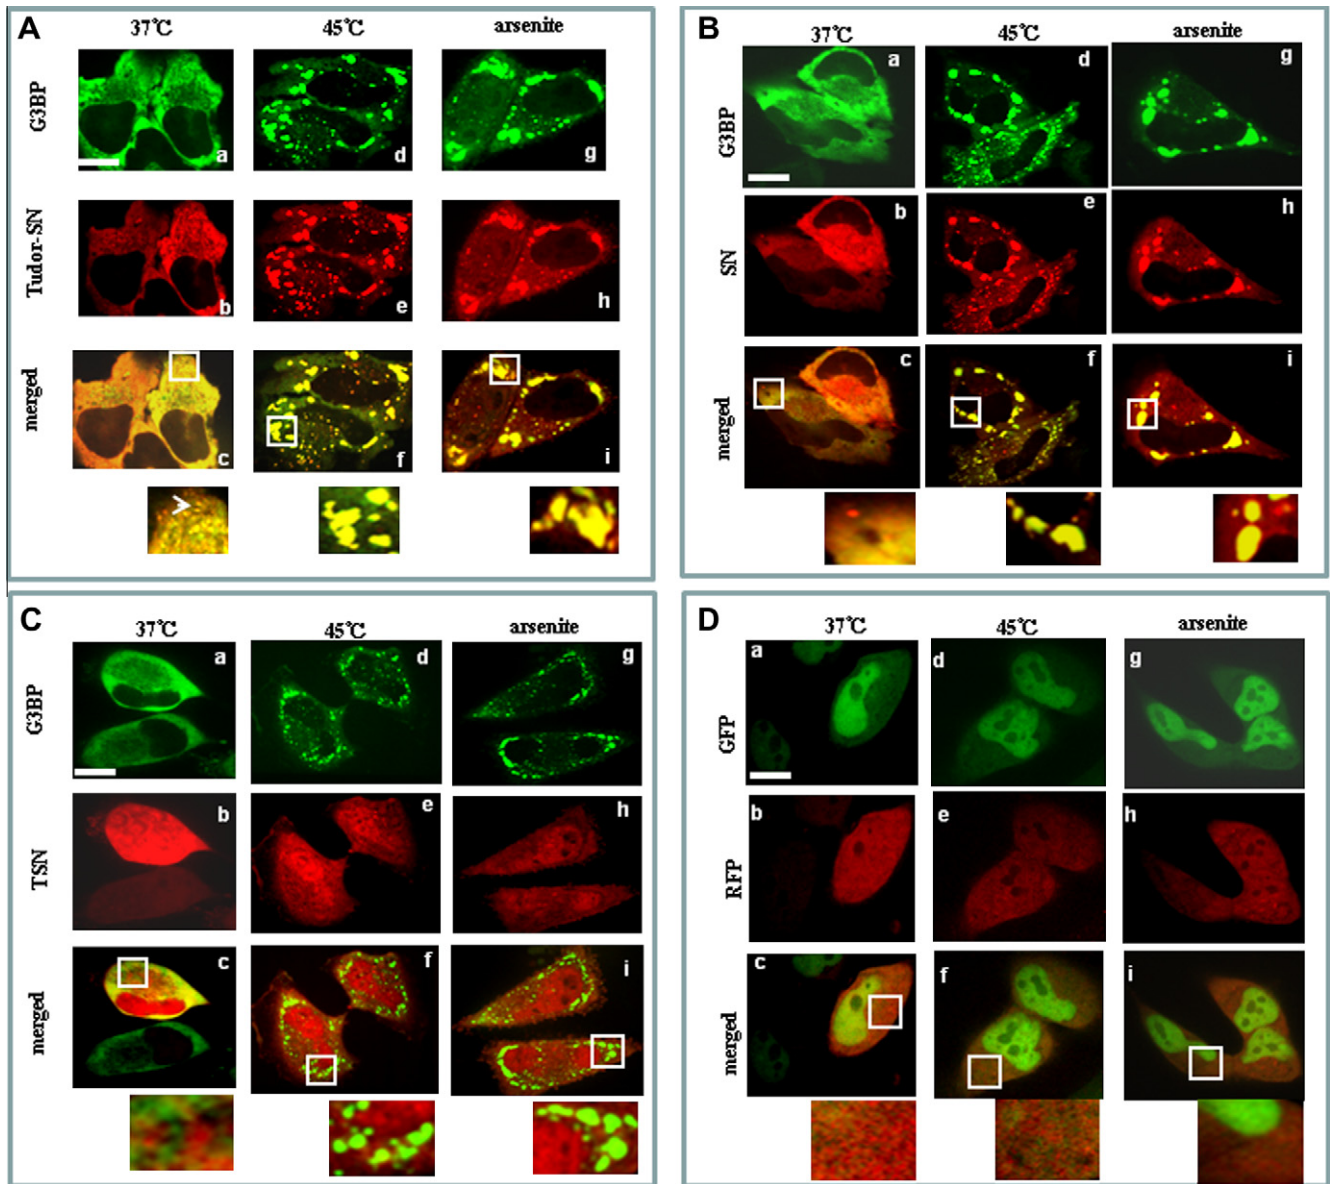 A
37℃ 45℃ arsenite
G3BP
a d g
Tudor-SN
b e h
merged
c f i
B
37℃ 45℃ arsenite
G3BP
a d g
SN
b e h
merged
c f i
C
37℃ 45℃ arsenite
G3BP
a d g
TSN
b e h
merged
c f i
D
37℃ 45℃ arsenite
GFP
a d g
RFP
b e h
merged
c f i